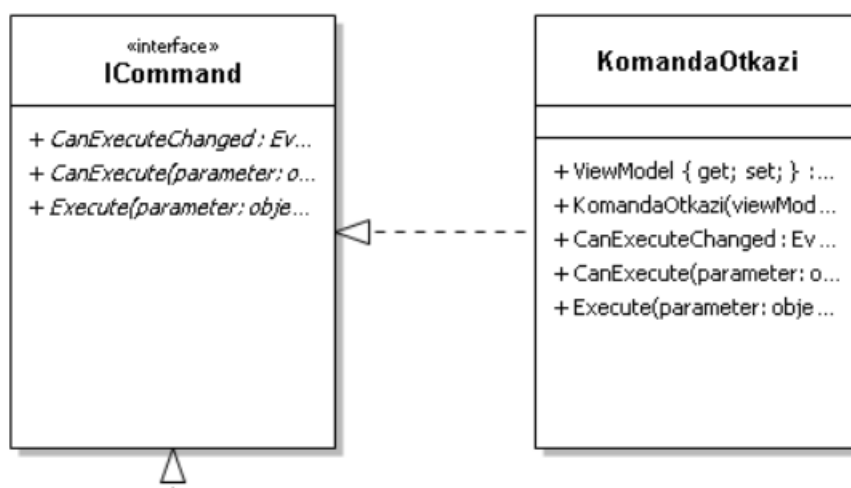 «interface»
ICommand
+ CanExecuteChanged : Ev...
+ CanExecute(parameter: o...
+ Execute(parameter: obje...
KomandaOtkazi
+ ViewModel { get; set; } :...
+ KomandaOtkazi(viewMod...
+ CanExecuteChanged : Ev...
+ CanExecute(parameter: o...
+ Execute(parameter: obje...